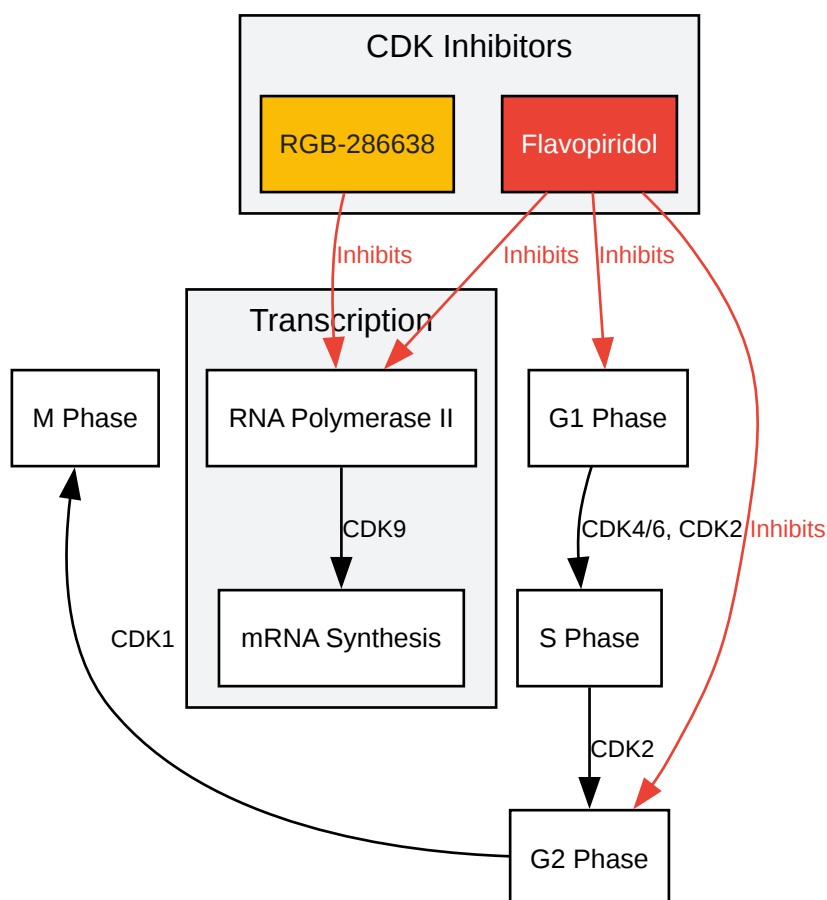 CDK Inhibitors
RGB-286638
Flavopiridol
Inhibits
Inhibits
Inhibits
Transcription
M Phase
RNA Polymerase II
G1 Phase
CDK9
CDK4/6, CDK2
Inhibits
CDK1
mRNA Synthesis
S Phase
CDK2
G2 Phase